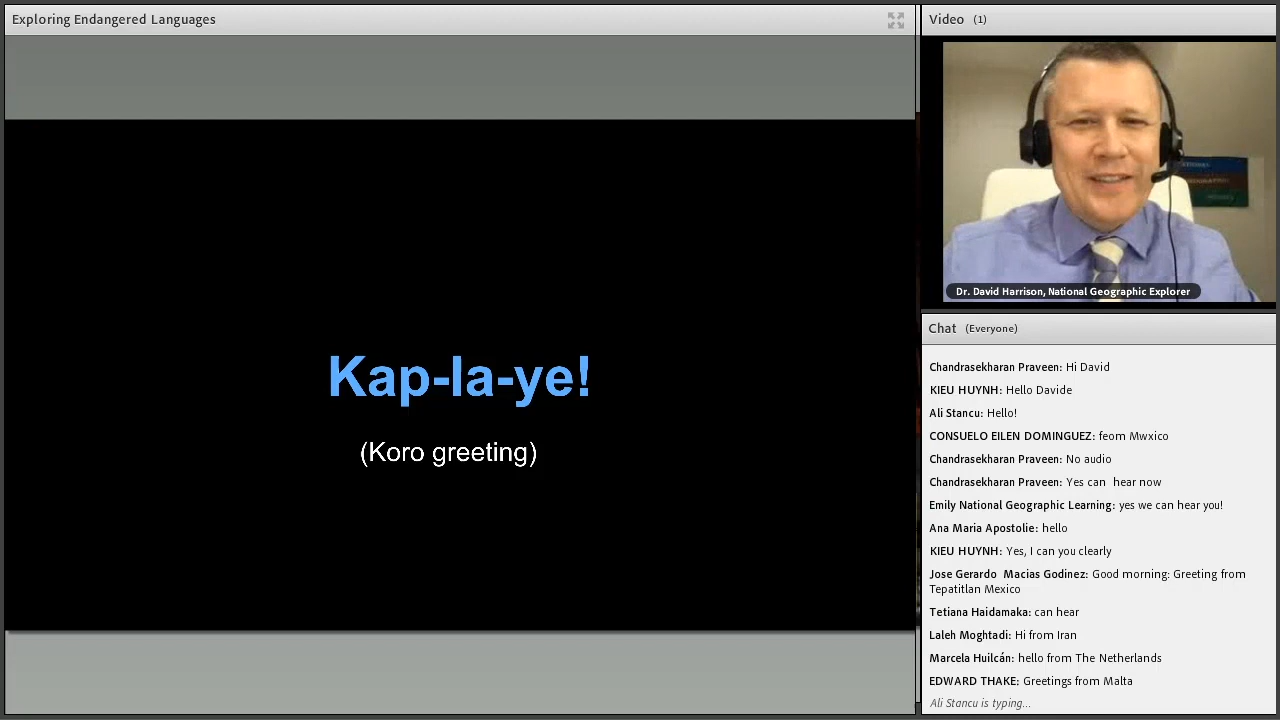 Exploring Endangered Languages
Kap-la-ye!
(Koro greeting)
Video (1)
Dr. David Harrison, National Geographic Explorer
Chat (Everyone)
Chandrasekharan Praveen: Hi David
KIEU HUYNH: Hello Davide
Ali Stancu: Hello!
CONSUELO EILEN DOMINGUEZ: feom Mwxico
Chandrasekharan Praveen: No audio
Chandrasekharan Praveen: Yes can hear now
Emily National Geographic Learning: yes we can hear you!
Ana Maria Apostolie: hello
KIEU HUYNH: Yes, I can you clearly
Jose Gerardo Macias Godinez: Good morning: Greeting from
Tepatitlan Mexico
Tetiana Haidamaka: can hear
Laleh Moghtadi: Hi from Iran
Marcela Huilcán: hello from The Netherlands
EDWARD THAKE: Greetings from Malta
Ali Stancu is typing...